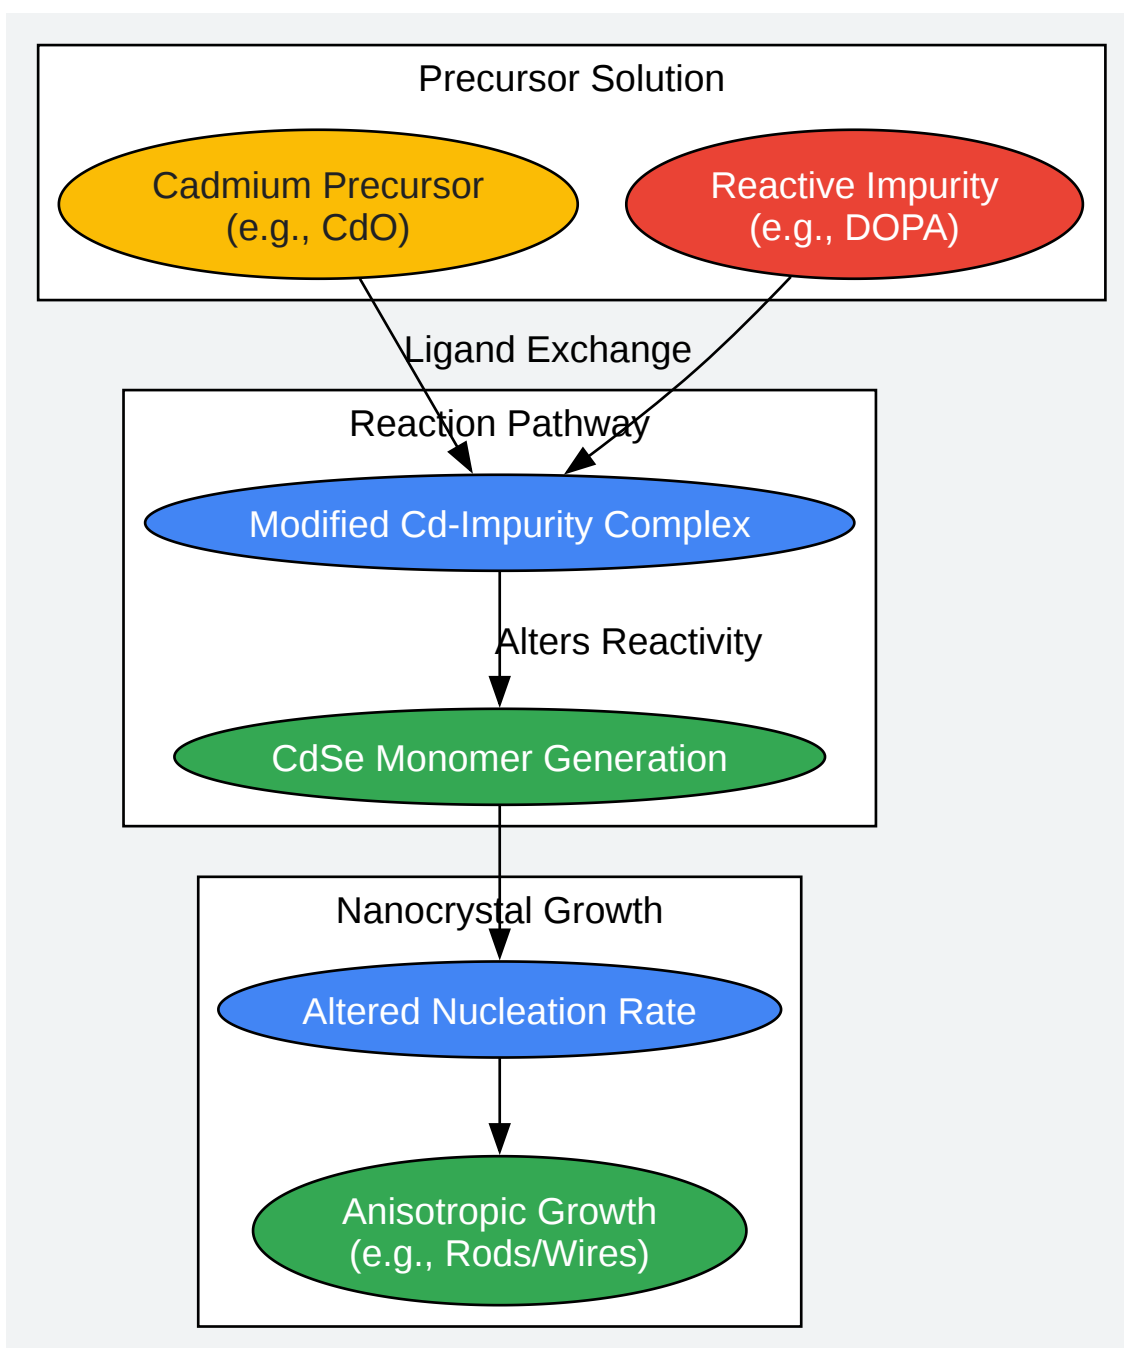 Precursor Solution
Cadmium Precursor
(e.g., CdO)
Reactive Impurity
(e.g., DOPA)
Ligand Exchange
Reaction Pathway
Modified Cd-Impurity Complex
Alters Reactivity
CdSe Monomer Generation
Nanocrystal Growth
Altered Nucleation Rate
Anisotropic Growth
(e.g., Rods/Wires)